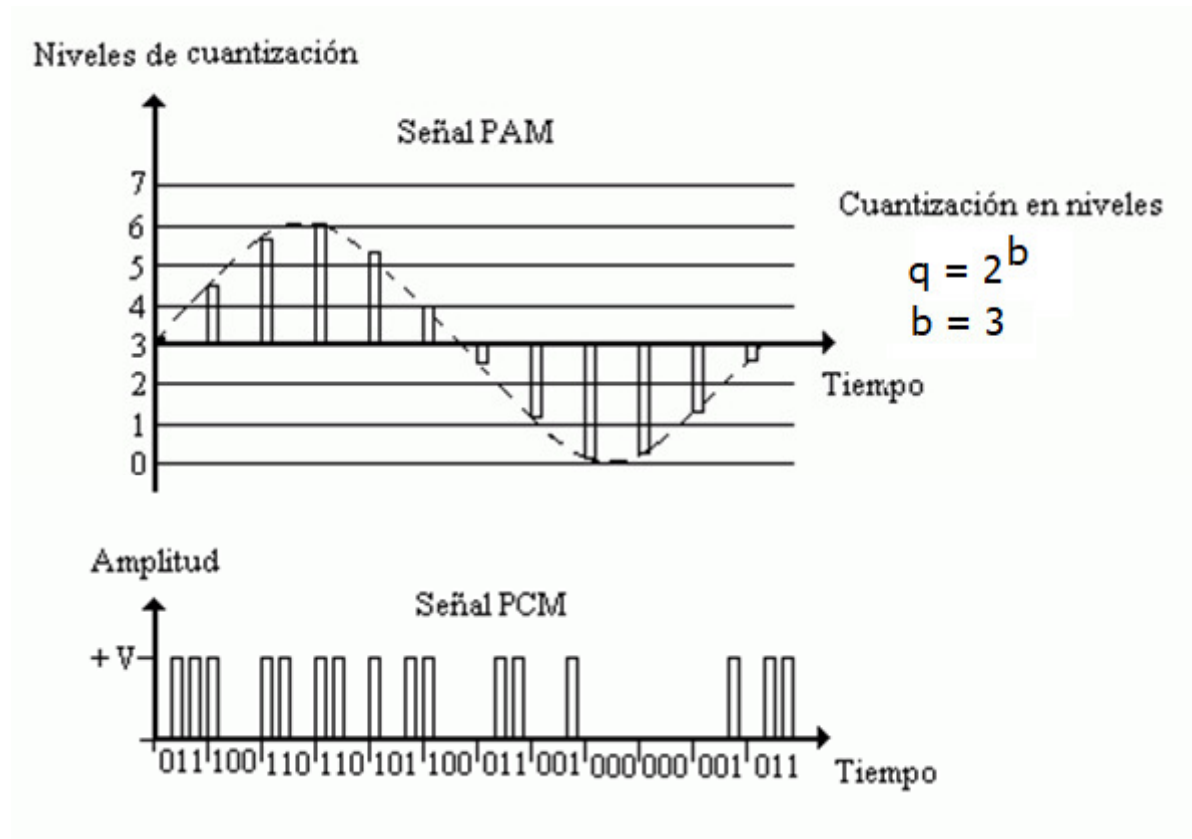 Niveles de cuantización
Señal PAM
7
6
5
4
3
2
1
0
Tiempo
Cuantización en niveles
q = 2^b
b = 3
Amplitud
Señal PCM
+ V
011 100 110 110 101 100 011 001 000 000 001 011
Tiempo